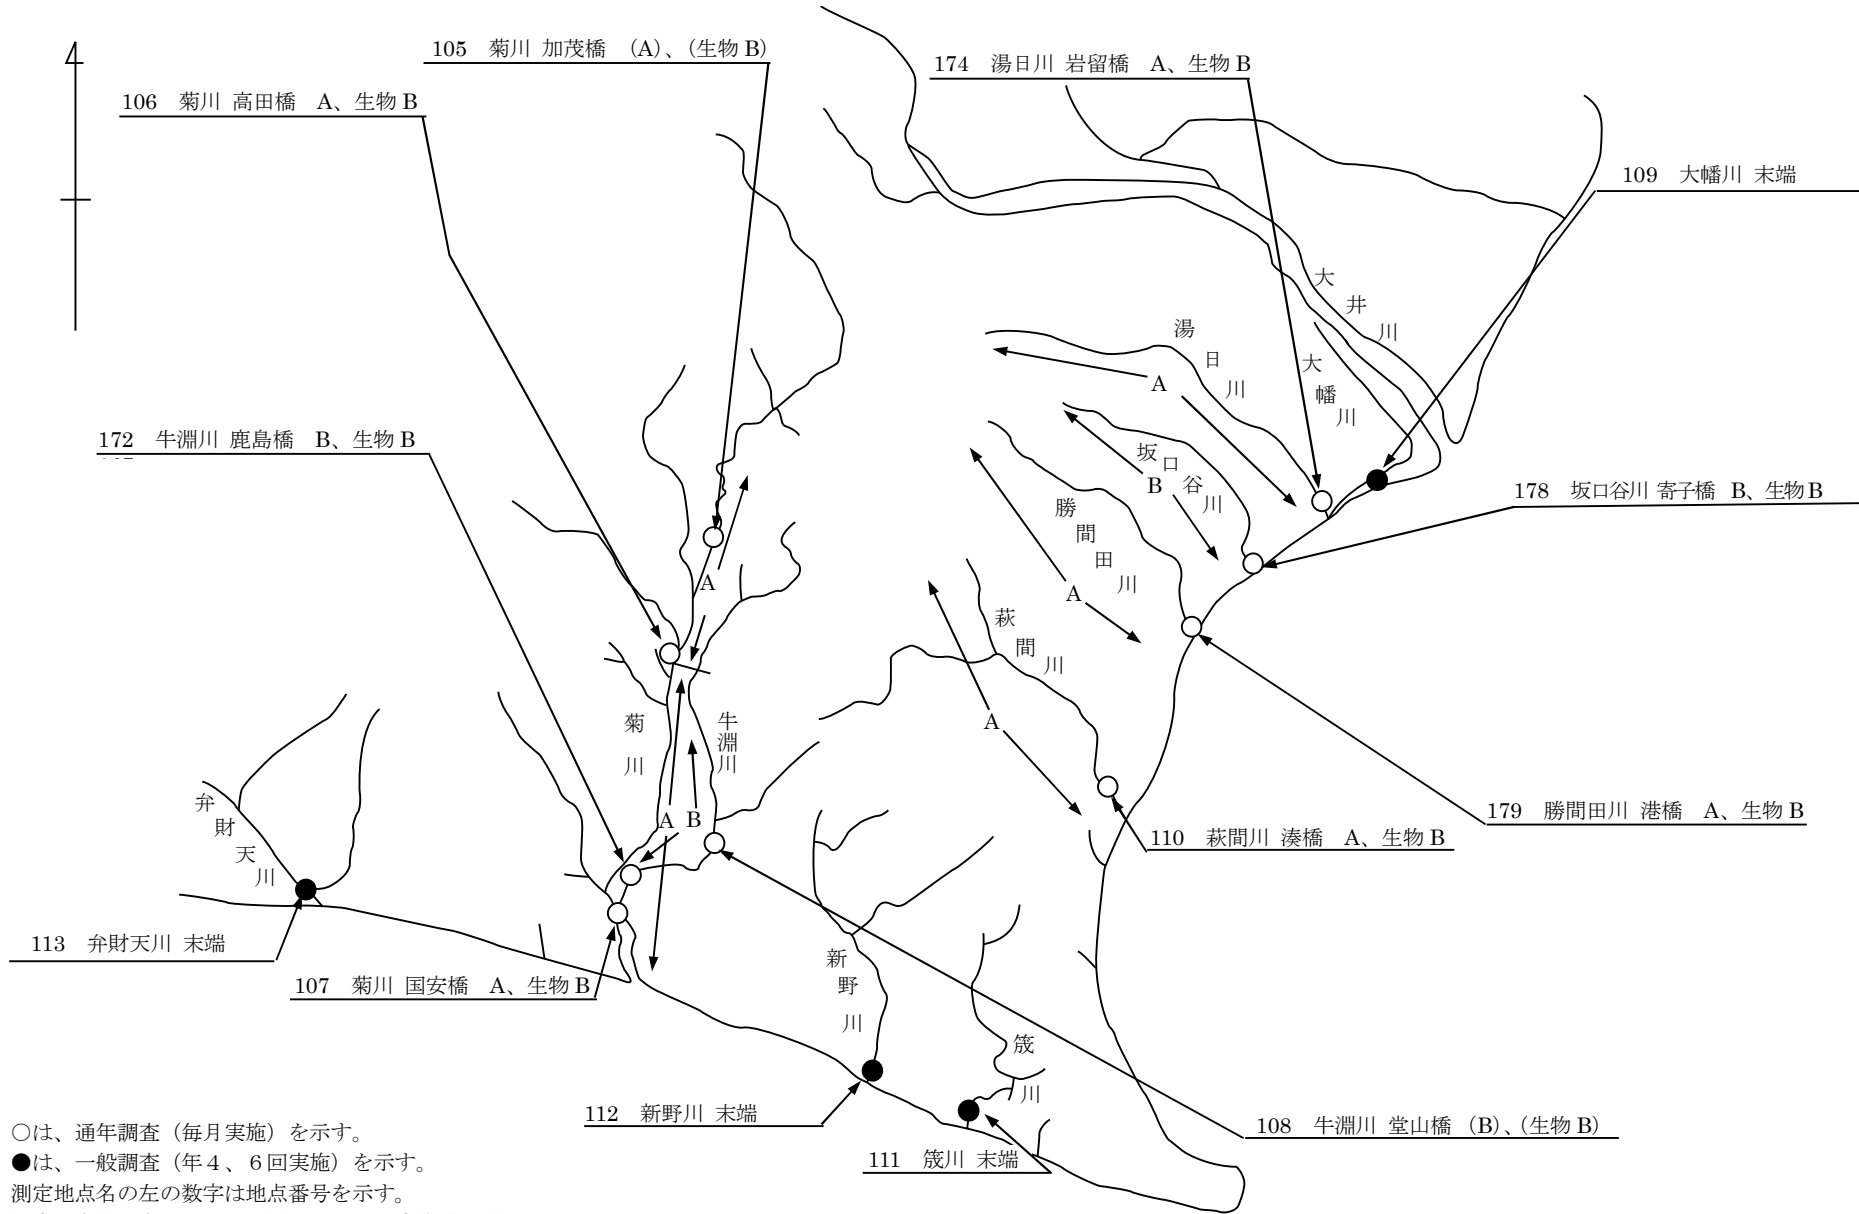 105　菊川 加茂橋　（A）、（生物 B）
174　湯日川 岩留橋　A、生物 B
106　菊川 高田橋　A、生物 B
109　大幡川 末端
大井川
湯日川
大幡川
A
172　牛淵川 鹿島橋　B、生物 B
坂口谷川
B
178　坂口谷川 寄子橋　B、生物 B
勝間田川
A
A
萩間川
A
菊川
牛淵川
A
B
弁財天川
179　勝間田川 港橋　A、生物 B
110　萩間川 湊橋　A、生物 B
113　弁財天川 末端
107　菊川 国安橋　A、生物 B
新野川
筬川
112　新野川 末端
108　牛淵川 堂山橋　（B）、（生物 B）
111　筬川 末端
○は、通年調査（毎月実施）を示す。
●は、一般調査（年４、６回実施）を示す。
測定地点名の左の数字は地点番号を示す。